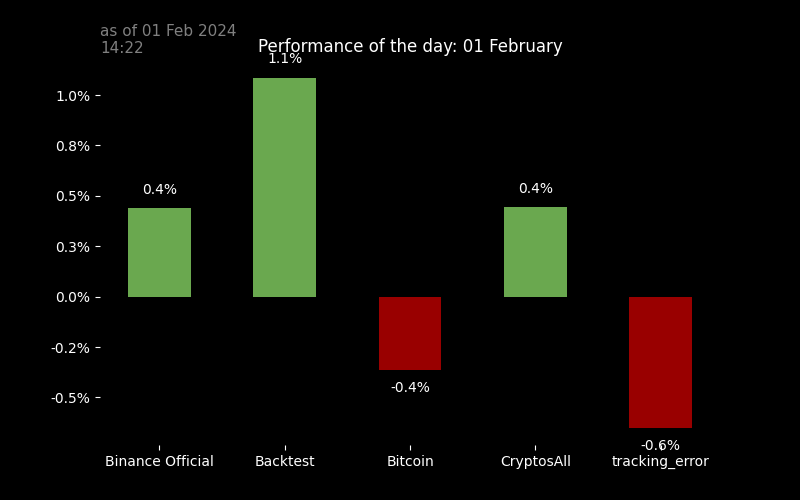 as of 01 Feb 2024
14:22
Performance of the day: 01 February
1.1%
1.0%
0.8%
0.4%
0.4%
0.5%
0.3%
0.0%
-0.2%
-0.4%
-0.5%
-0.6%
Binance Official
Backtest
Bitcoin
CryptosAll
tracking_error